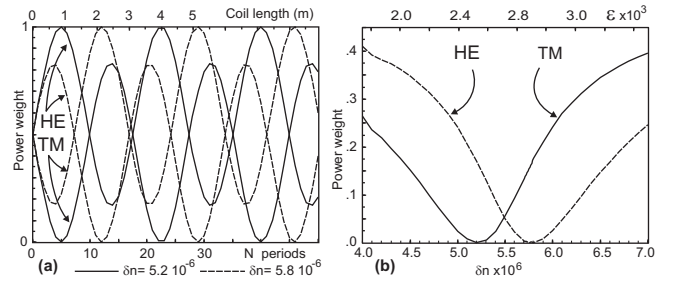 0 1 2 3 4 5 Coil length (m)
1
Power weight
HE
TM
0
0 10 20 30 N periods
(a) δn= 5.2 10⁻⁶ δn= 5.8 10⁻⁶
2.0 2.4 2.8 3.0 ε x10³
.4
.3
.2
.1
.0
Power weight
HE TM
4.0 5.0 5.5 6.0 6.5 7.0
(b) δn x10⁶